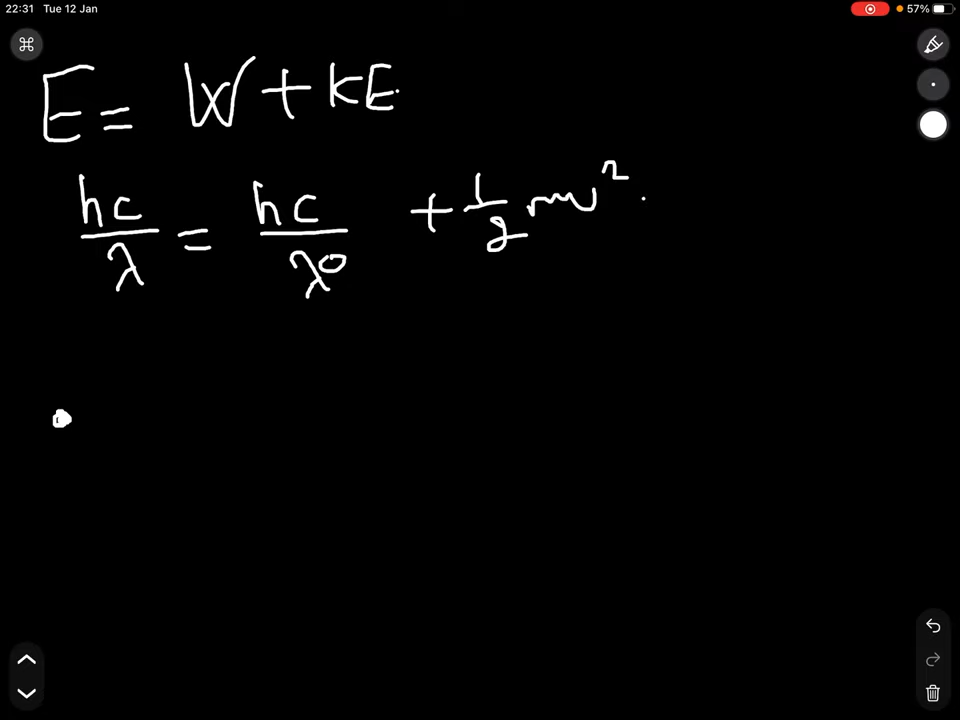 22:31 Tue 12 Jan 57%
E = W + KE.
hc/λ = hc/λ⁰ + 1/2 mv² .